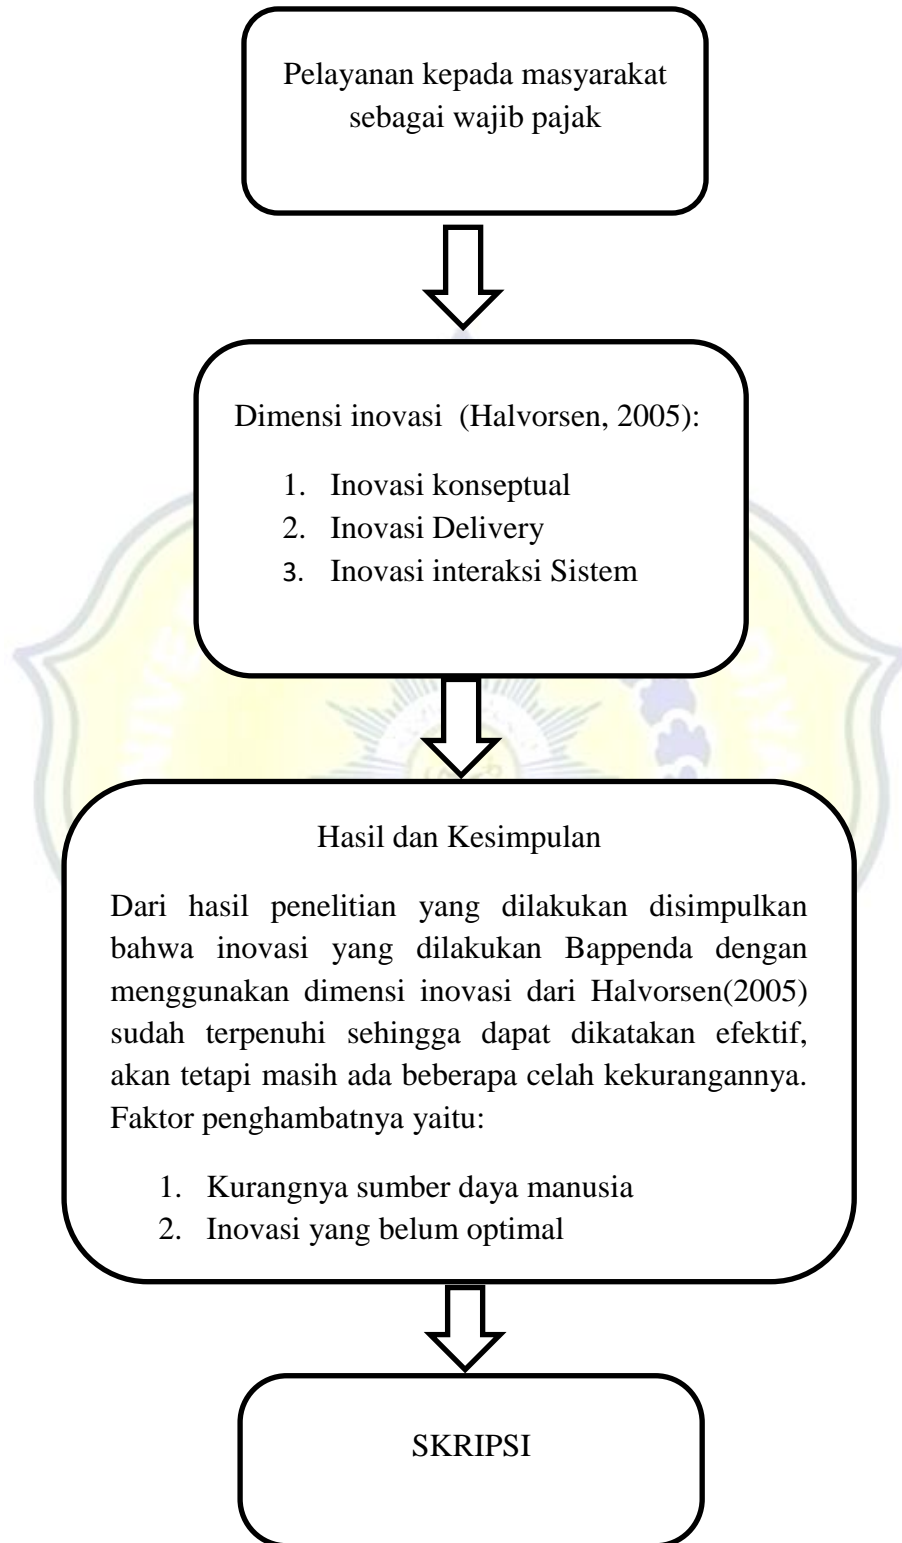 Pelayanan kepada masyarakat
sebagai wajib pajak
Dimensi inovasi (Halvorsen, 2005):
1. Inovasi konseptual
2. Inovasi Delivery
3. Inovasi interaksi Sistem
Hasil dan Kesimpulan
Dari hasil penelitian yang dilakukan disimpulkan
bahwa inovasi yang dilakukan Bappenda dengan
menggunakan dimensi inovasi dari Halvorsen(2005)
sudah terpenuhi sehingga dapat dikatakan efektif,
akan tetapi masih ada beberapa celah kekurangannya.
Faktor penghambatnya yaitu:
1. Kurangnya sumber daya manusia
2. Inovasi yang belum optimal
SKRIPSI